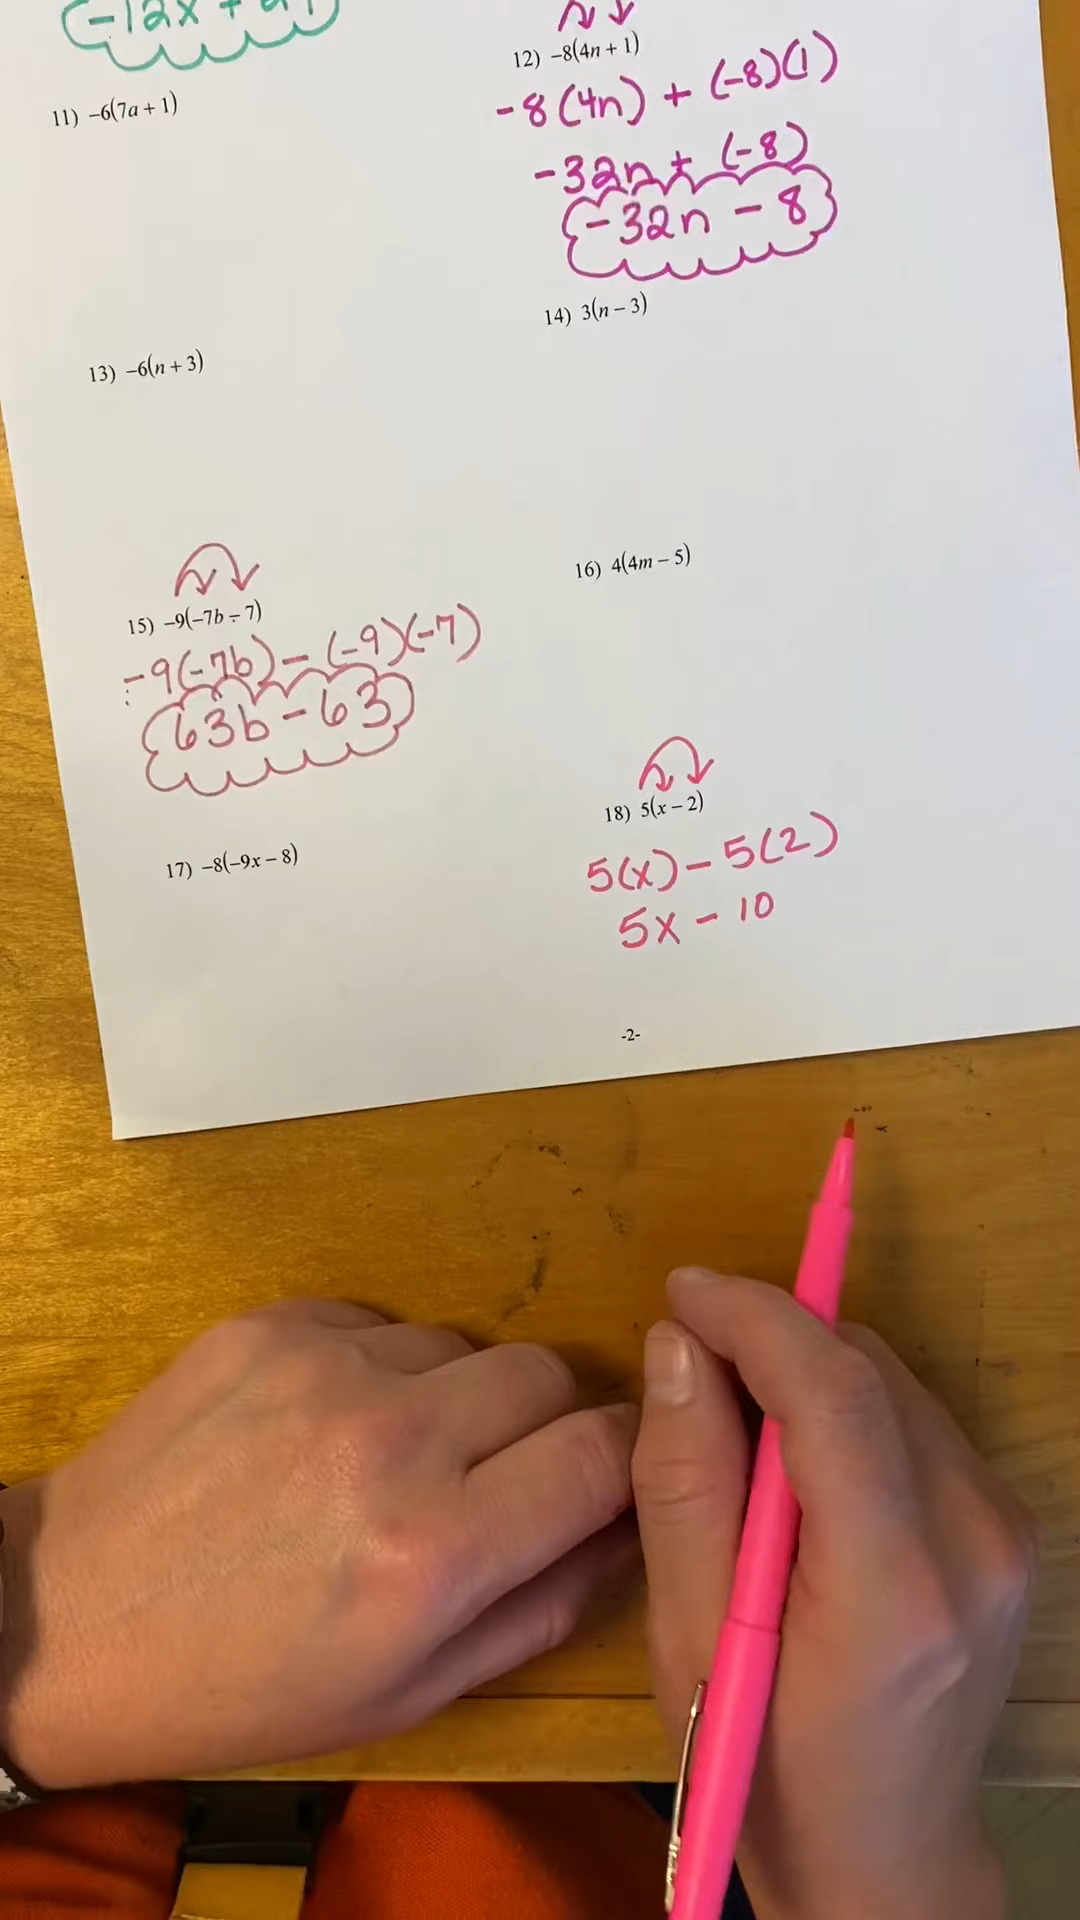 -12x +
11) –6(7a + 1)
12) –8(4n + 1)
-8(4n) + (-8)(1)
-32n + (-8)
-32n - 8
13) –6(n + 3)
14) 3(n – 3)
15) –9(–7b – 7)
-9(-7b) - (-9)(-7)
63b - 63
16) 4(4m – 5)
17) –8(–9x – 8)
18) 5(x – 2)
5(x) - 5(2)
5x - 10
-2-